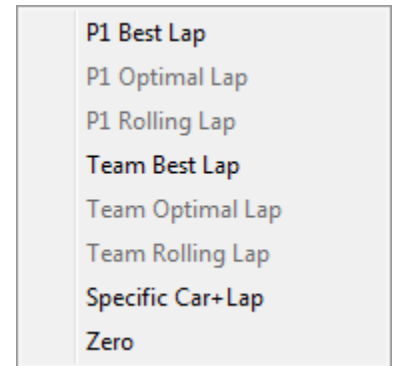 P1 Best Lap
P1 Optimal Lap
P1 Rolling Lap
Team Best Lap
Team Optimal Lap
Team Rolling Lap
Specific Car+Lap
Zero